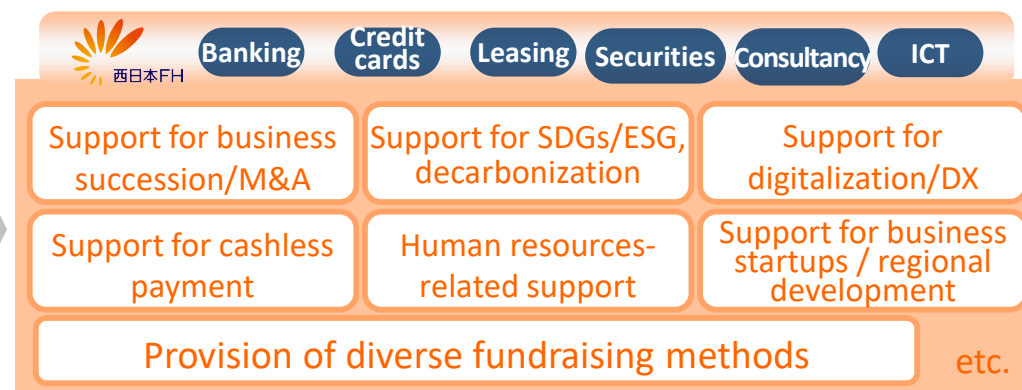 西日本FH
Banking
Credit
cards
Leasing
Securities
Consultancy
ICT
Support for business
succession/M&A
Support for SDGs/ESG,
decarbonization
Support for
digitalization/DX
Support for cashless
payment
Human resources-
related support
Support for business
startups / regional
development
Provision of diverse fundraising methods
etc.